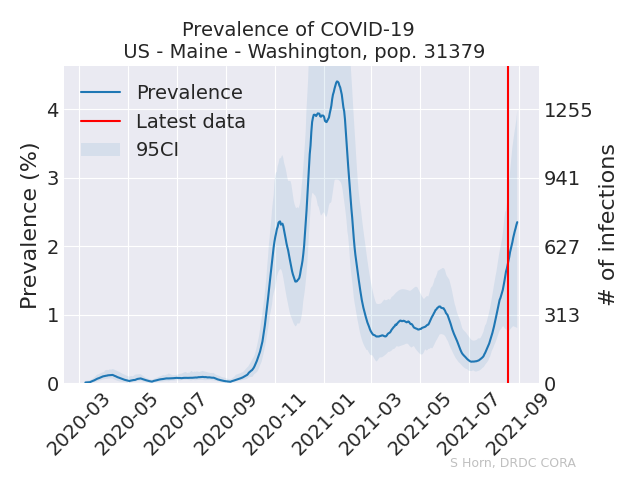 Prevalence of COVID-19
US - Maine - Washington, pop. 31379
Prevalence
Latest data
95CI
Prevalence (%)
4
3
2
1
0
1255
941
627
313
0
# of infections
2020-03
2020-05
2020-07
2020-09
2020-11
2021-01
2021-03
2021-05
2021-07
2021-09
S Horn, DRDC CORA